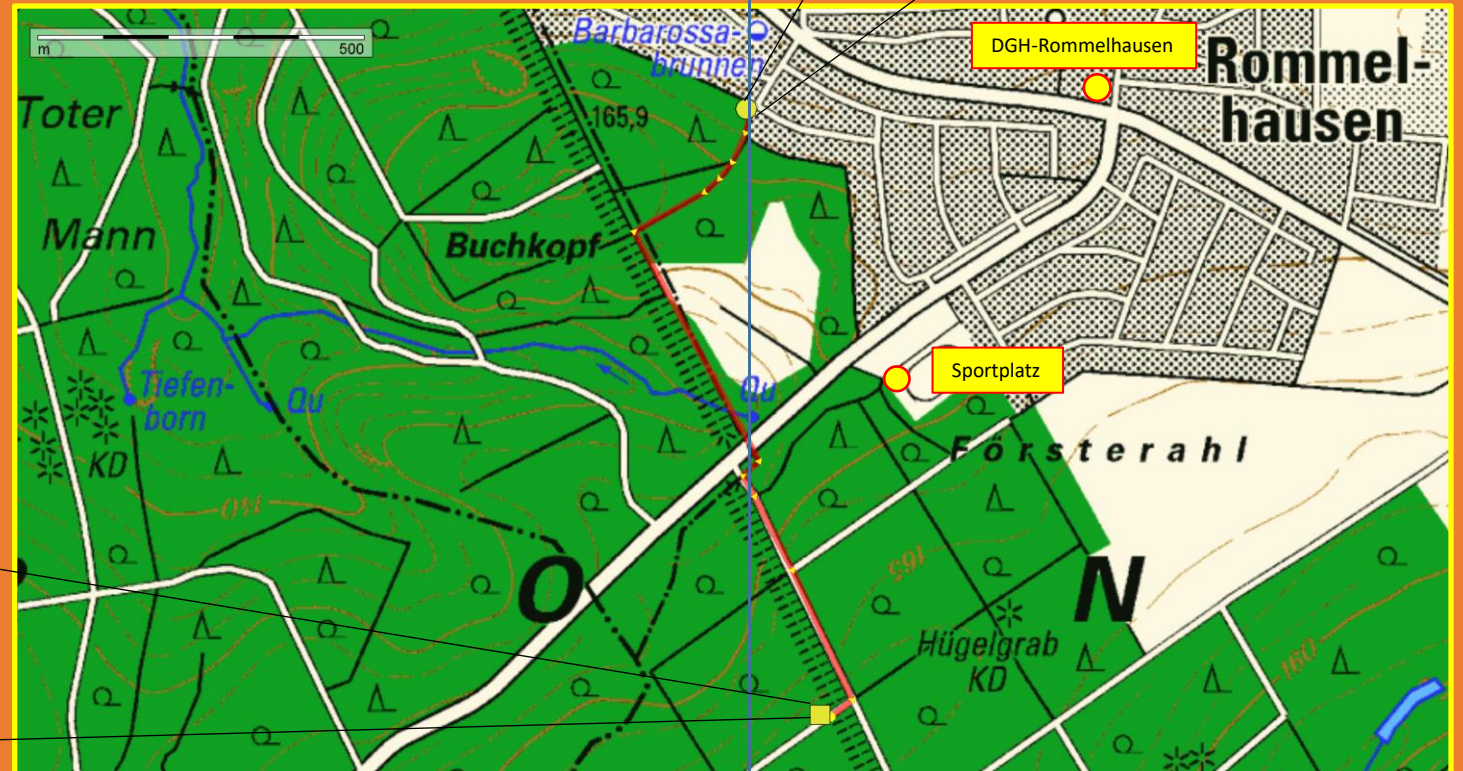 m 500
Barbarossa-
brunnen
DGH-Rommelhausen
Rommel-
hausen
Toter
Mann
165,9
Buchkopf
Qu
Sportplatz
Tiefen-
born
Qu
KD
Försterahl
140
165
O
N
Hügelgrab
KD
160